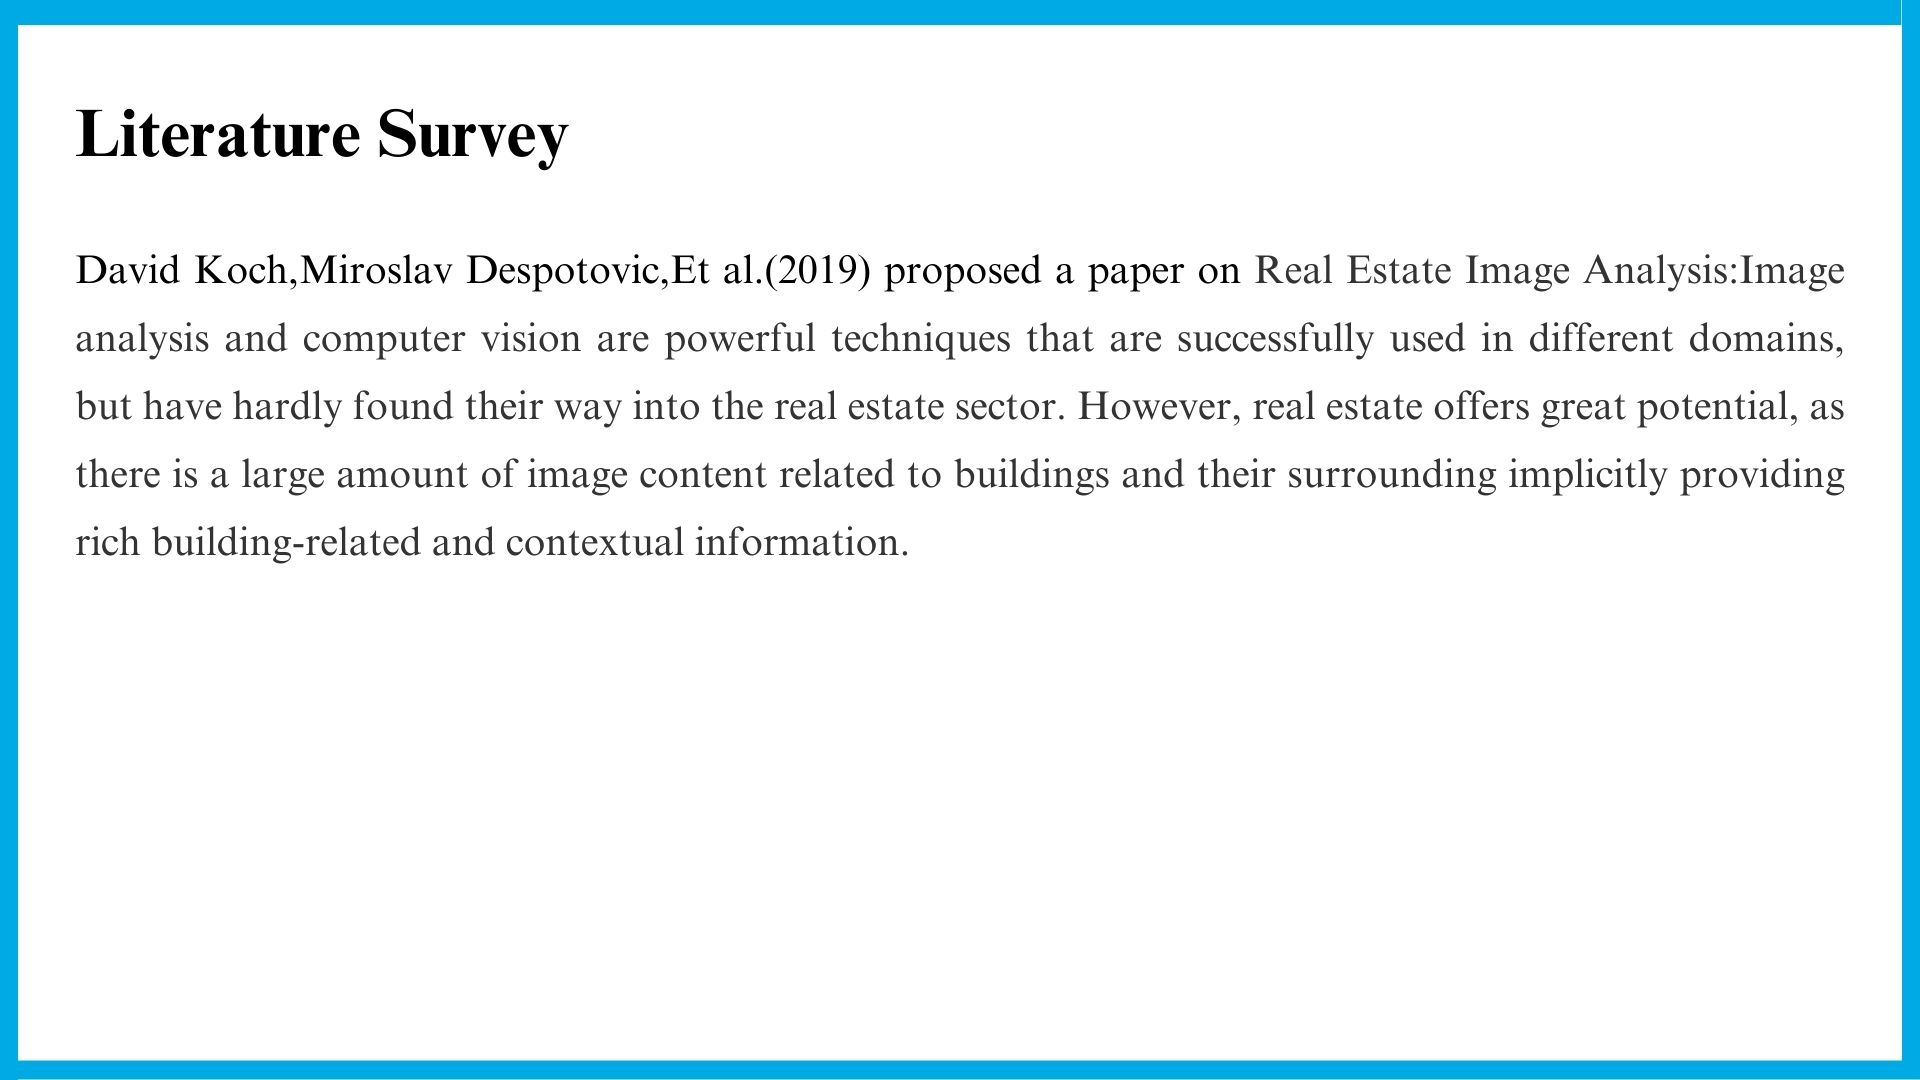 Literature Survey
David Koch,Miroslav Despotovic,Et al.(2019) proposed a paper on Real Estate Image Analysis:Image
analysis and computer vision are powerful techniques that are successfully used in different domains,
but have hardly found their way into the real estate sector. However, real estate offers great potential, as
there is a large amount of image content related to buildings and their surrounding implicitly providing
rich building-related and contextual information.